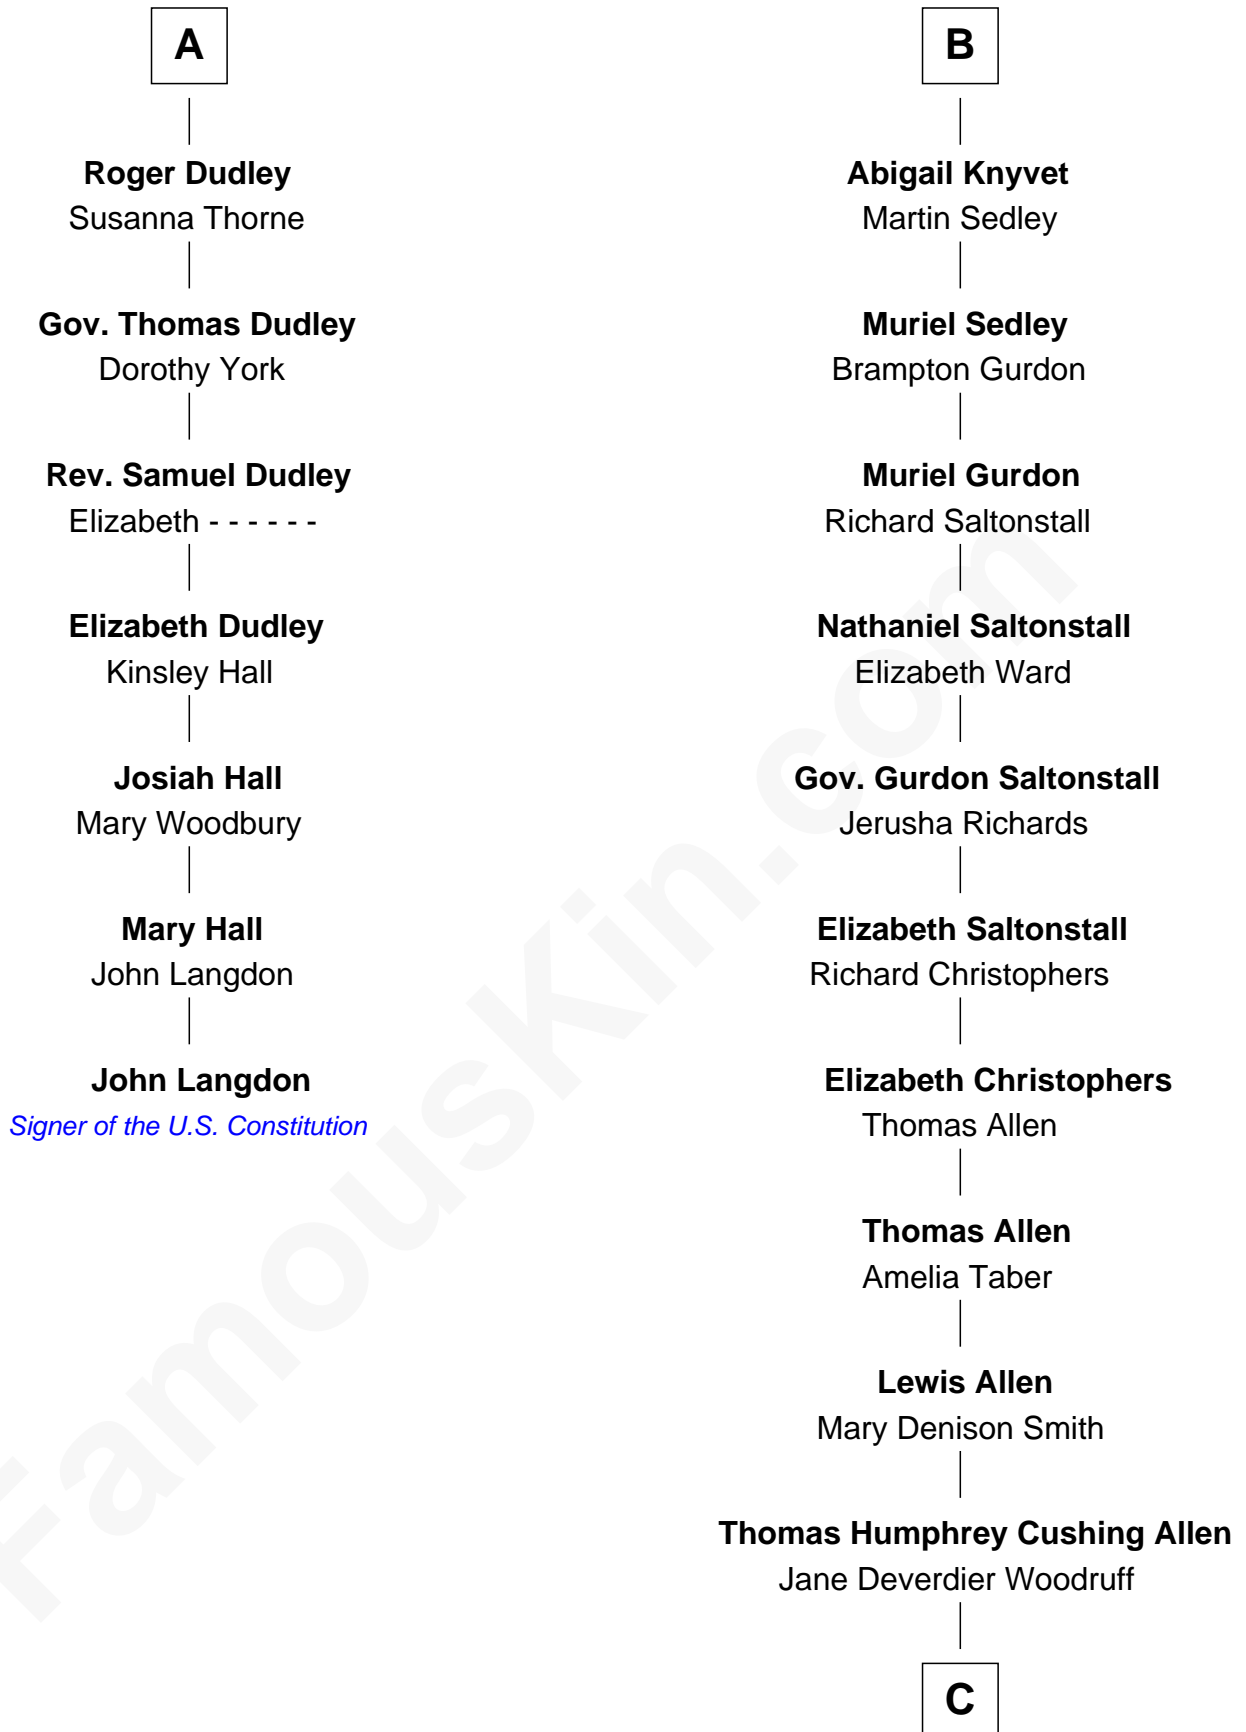 A
Roger Dudley
Susanna Thorne
Gov. Thomas Dudley
Dorothy York
Rev. Samuel Dudley
Elizabeth - - - - - -
Elizabeth Dudley
Kinsley Hall
Josiah Hall
Mary Woodbury
Mary Hall
John Langdon
John Langdon
Signer of the U.S. Constitution
B
Abigail Knyvet
Martin Sedley
Muriel Sedley
Brampton Gurdon
Muriel Gurdon
Richard Saltonstall
Nathaniel Saltonstall
Elizabeth Ward
Gov. Gurdon Saltonstall
Jerusha Richards
Elizabeth Saltonstall
Richard Christophers
Elizabeth Christophers
Thomas Allen
Thomas Allen
Amelia Taber
Lewis Allen
Mary Denison Smith
Thomas Humphrey Cushing Allen
Jane Deverdier Woodruff
C
FamousKin.com